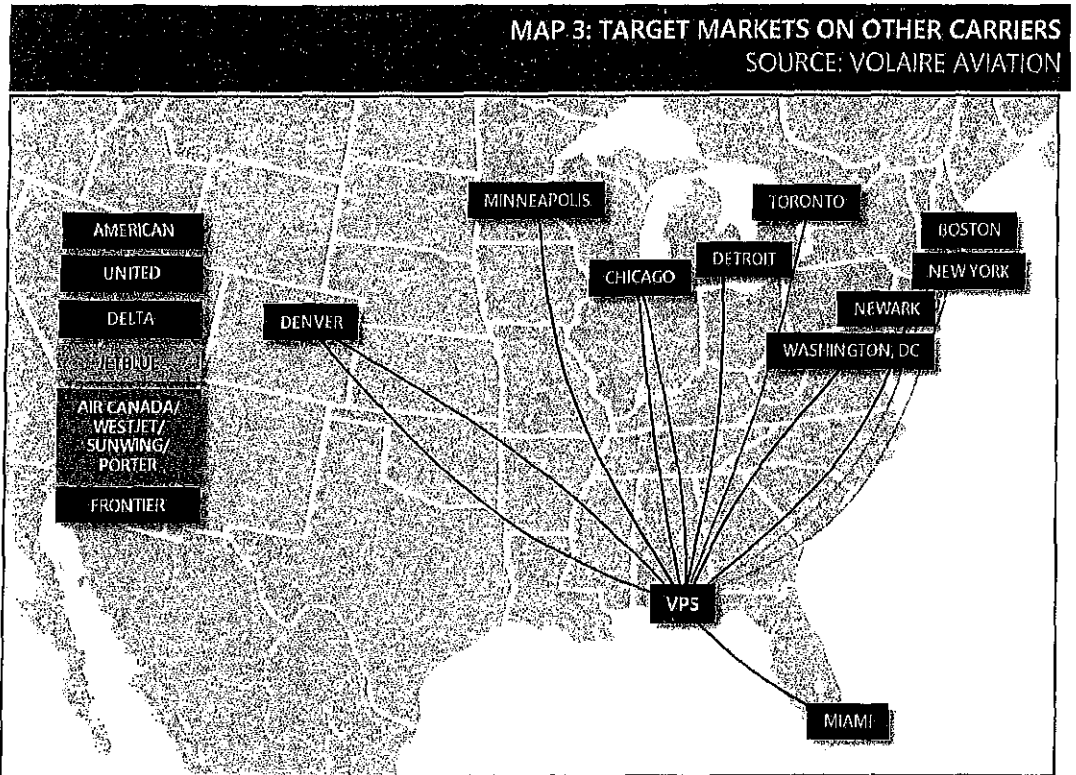 MAP 3: TARGET MARKETS ON OTHER CARRIERS
SOURCE: VOLAIRE AVIATION
MINNEAPOLIS
TORONTO
AMERICAN
BOSTON
DETROIT
UNITED
CHICAGO
NEW YORK
DELTA
DENVER
NEWARK
JETBLUE
WASHINGTON, DC
AIR CANADA/
WESTJET/
SUNWING/
PORTER
FRONTIER
VPS
MIAMI